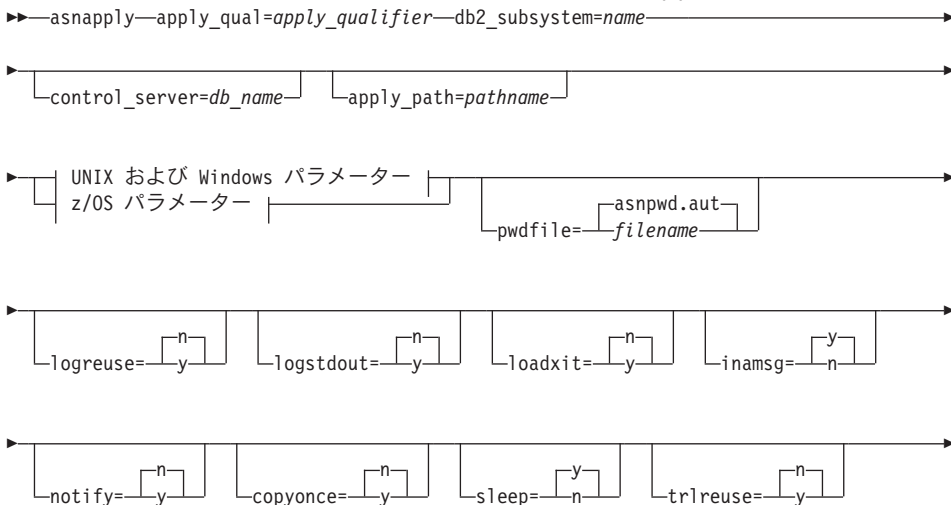 asnapply apply_qual=apply_qualifier db2_subsystem=name
control_server=db_name apply_path=pathname
UNIX および Windows パラメーター
z/OS パラメーター
asnpwd.aut
pwdfile= filename
n n n y
logreuse= y logstdout= y loadxit= y inamsg= n
n n y n
notify= y copyonce= y sleep= n trlreuse= y